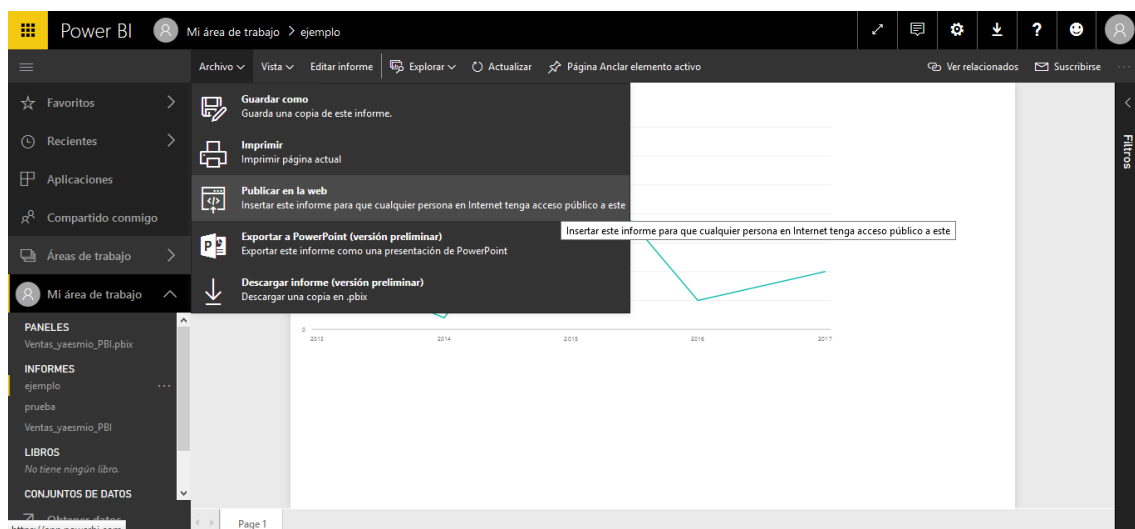 Power BI
Mi área de trabajo > ejemplo
?
Archivo
Vista
Editar informe
Explorar
Actualizar
Página Anclar elemento activo
Ver relacionados
Suscribirse
...
Favoritos
Recientes
Aplicaciones
Compartido conmigo
Áreas de trabajo
Mi área de trabajo
PANELES
Ventas_yaesmio_PBI.pbix
INFORMES
ejemplo
...
prueba
Ventas_yaesmio_PBI
LIBROS
No tiene ningún libro.
CONJUNTOS DE DATOS
Guardar como
Guarda una copia de este informe.
Imprimir
Imprimir página actual
Publicar en la web
Insertar este informe para que cualquier persona en Internet tenga acceso público a este
Insertar este informe para que cualquier persona en Internet tenga acceso público a este
Exportar a PowerPoint (versión preliminar)
Exportar este informe como una presentación de PowerPoint
Descargar informe (versión preliminar)
Descargar una copia en .pbix
0
2013
2014
2015
2016
2017
Filtros
Page 1